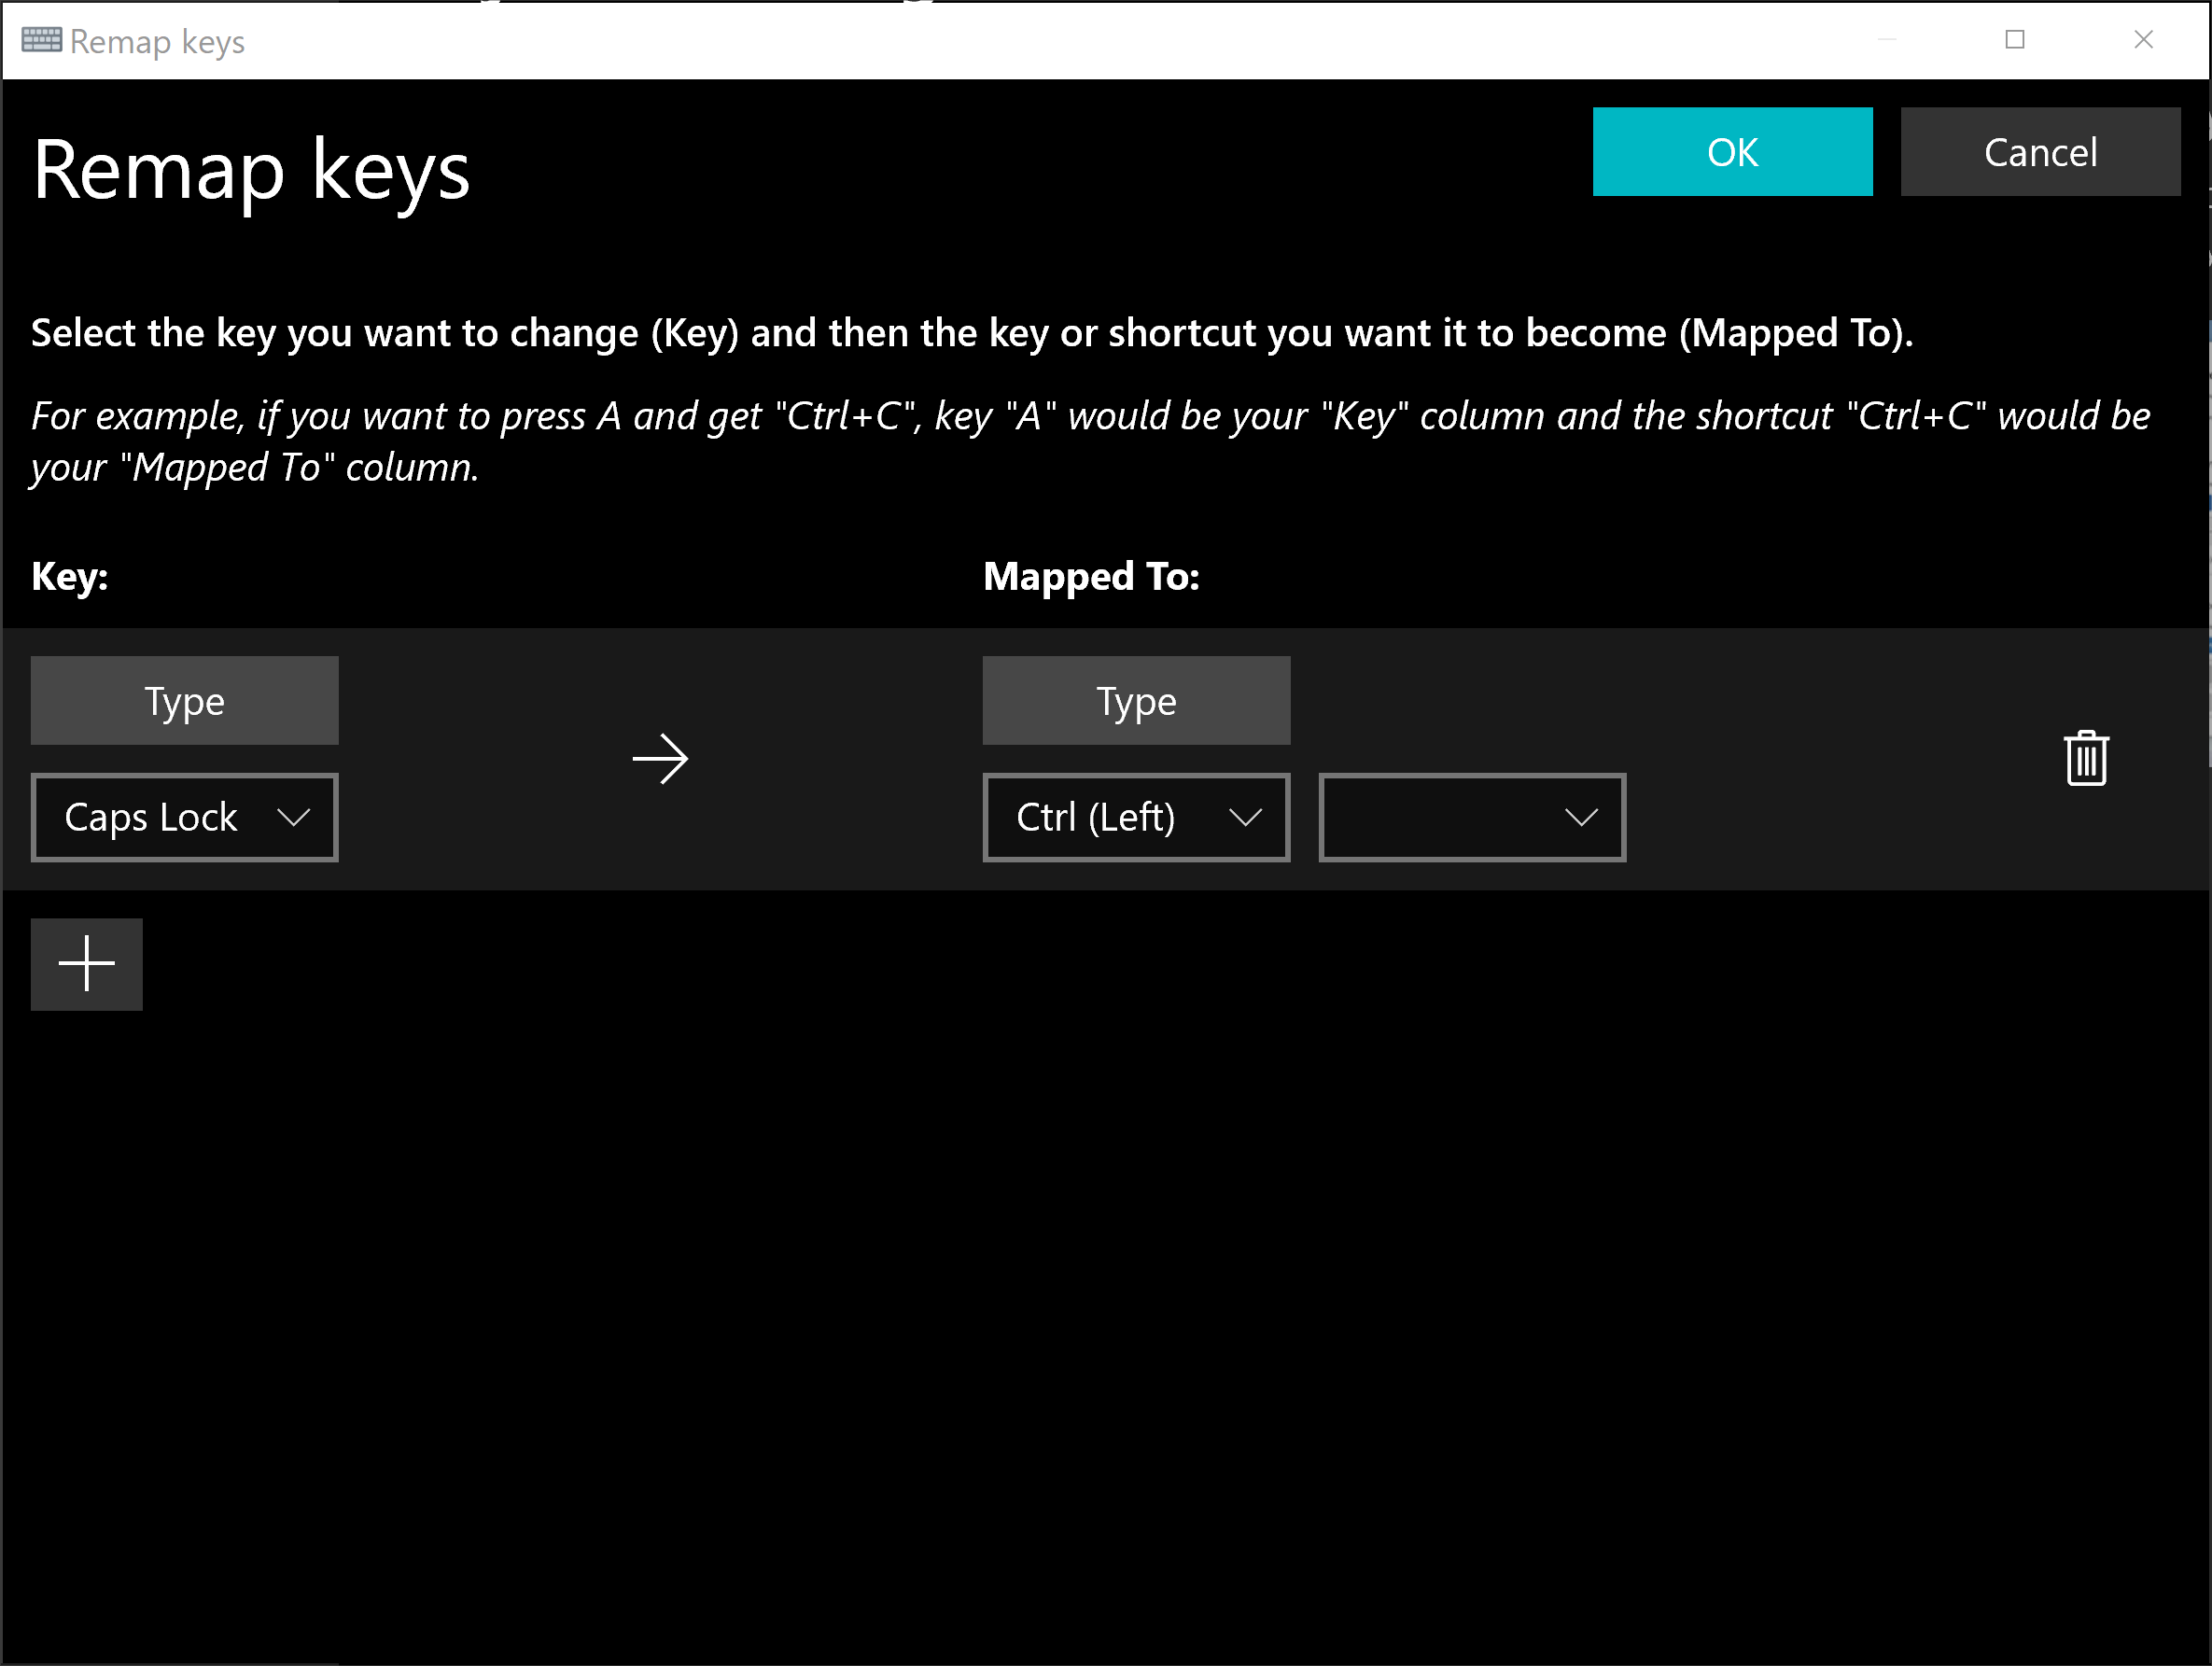 Remap keys
Remap keys
OK
Cancel
Select the key you want to change (Key) and then the key or shortcut you want it to become (Mapped To).
For example, if you want to press A and get "Ctrl+C", key "A" would be your "Key" column and the shortcut "Ctrl+C" would be
your "Mapped To" column.
Key:
Mapped To:
Type
Type
Caps Lock
Ctrl (Left)